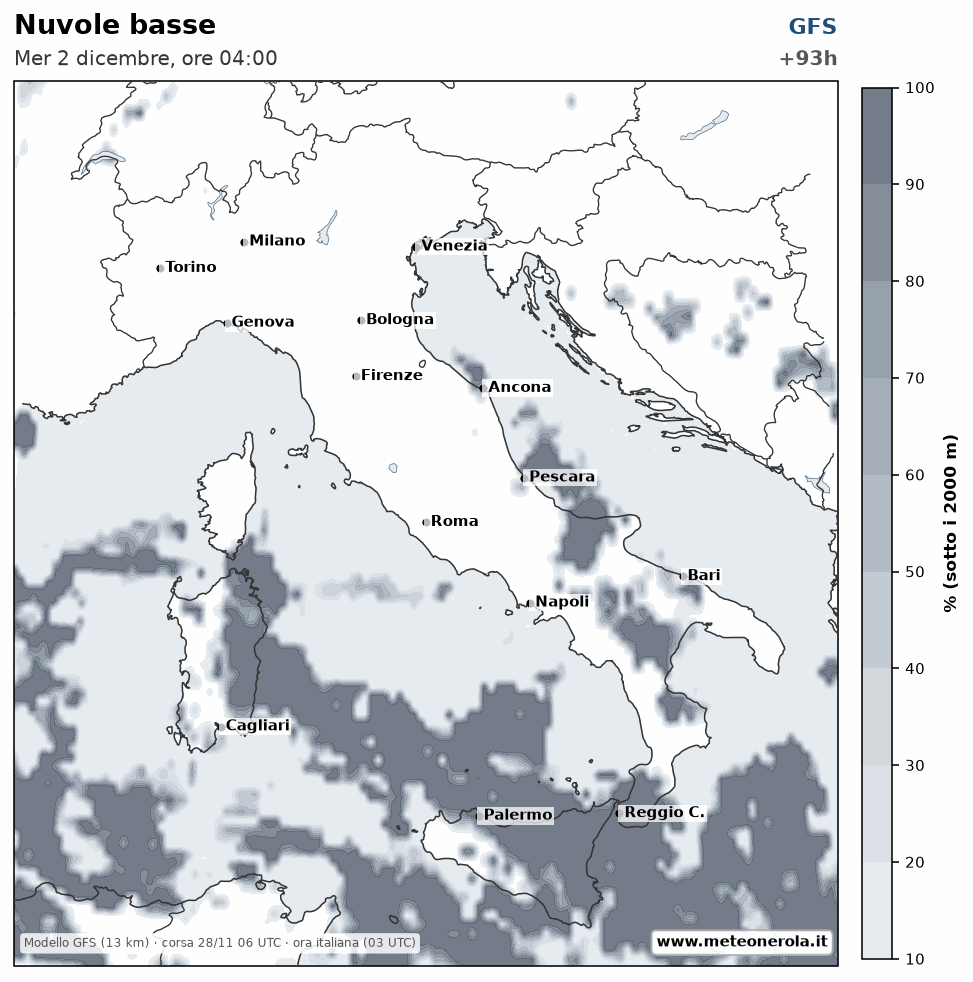 Nuvole basse
GFS
Mer 2 dicembre, ore 04:00
+93h
100
90
80
70
60
50
40
30
20
10
% (sotto i 2000 m)
Milano
Venezia
Torino
Genova
Bologna
Firenze
Ancona
Pescara
Roma
Bari
Napoli
Cagliari
Palermo
Reggio C.
Modello GFS (13 km) · corsa 28/11 06 UTC · ora italiana (03 UTC)
www.meteonerola.it